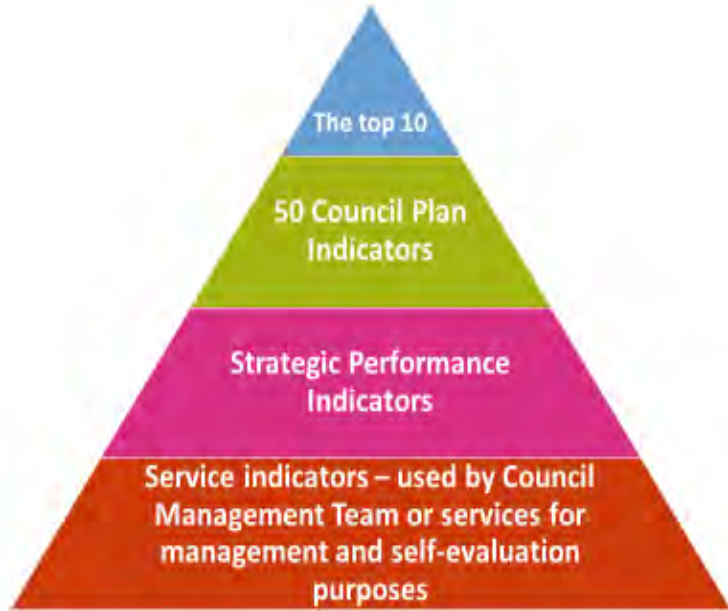 The top 10
50 Council Plan
Indicators
Strategic Performance
Indicators
Service indicators – used by Council
Management Team or services for
management and self-evaluation
purposes